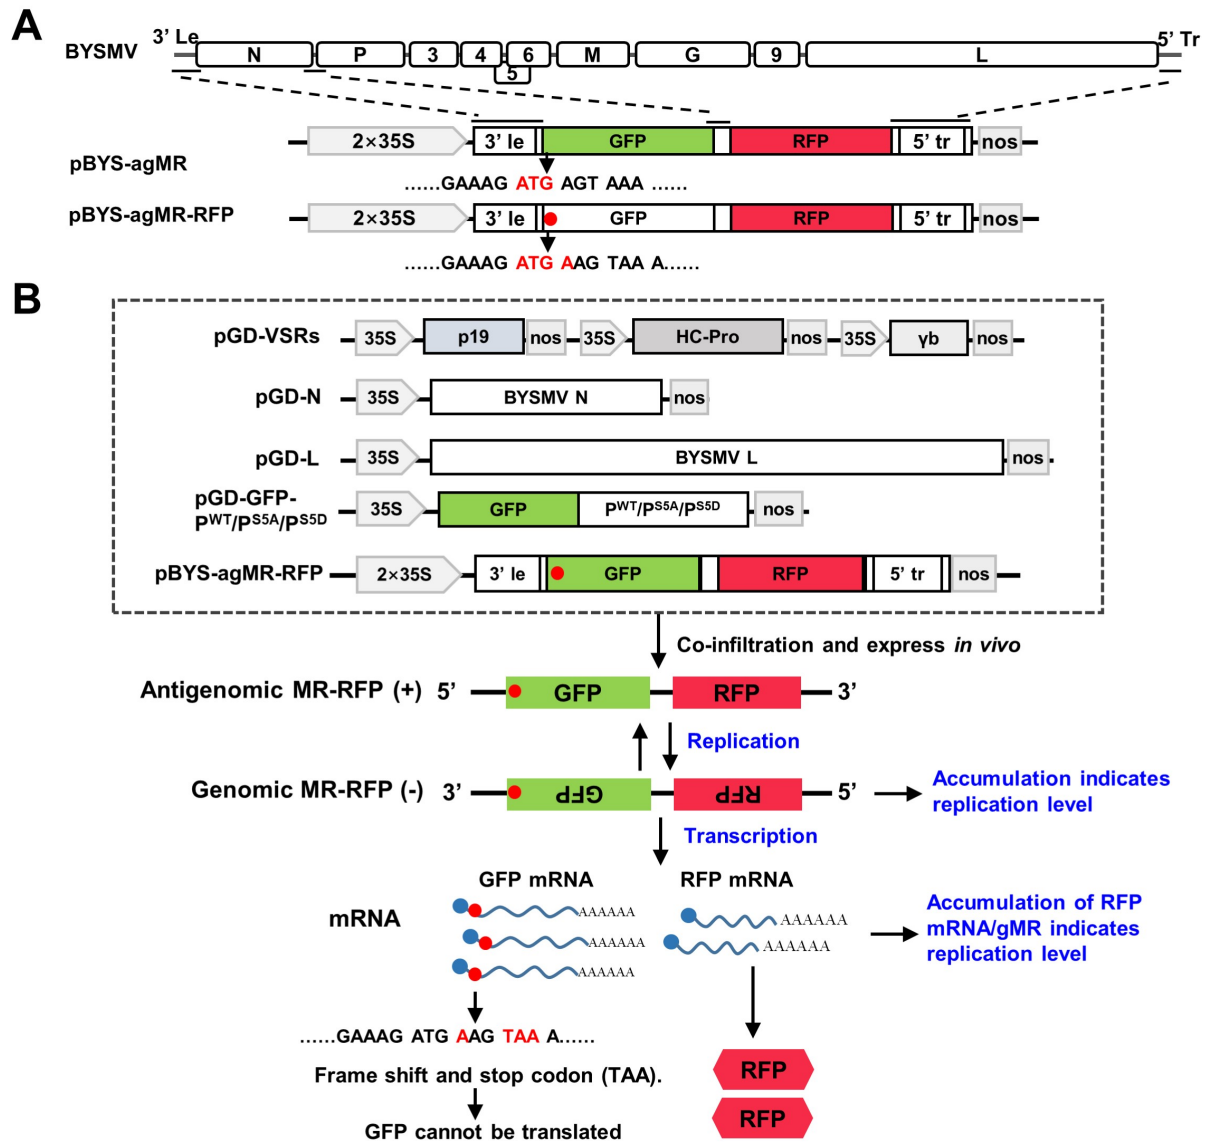 A
3’ Le
5’ Tr
BYSMV
N P 3 4 6 M G 9 L
5
pBYS-agMR
2×35S 3’ le GFP RFP 5’ tr nos
……GAAAG ATG AGT AAA ……
pBYS-agMR-RFP
2×35S 3’ le GFP RFP 5’ tr nos
……GAAAG ATG AAG TAA A……
B
pGD-VSRs 35S p19 nos 35S HC-Pro nos 35S γb nos
pGD-N 35S BYSMV N nos
pGD-L 35S BYSMV L nos
pGD-GFP-
PWT/PS5A/PS5D
35S GFP PWT/PS5A/PS5D nos
pBYS-agMR-RFP 2×35S 3’ le GFP RFP 5’ tr nos
Co-infiltration and express in vivo
Antigenomic MR-RFP (+) 5’ GFP RFP 3’
Replication
Genomic MR-RFP (-) 3’ GFP RFP 5’
Accumulation indicates
replication level
Transcription
GFP mRNA RFP mRNA
mRNA
AAAAAA
AAAAAA
AAAAAA
AAAAAA
AAAAAA
Accumulation of RFP
mRNA/gMR indicates
replication level
……GAAAG ATG AAG TAA A……
Frame shift and stop codon (TAA).
GFP cannot be translated
RFP
RFP